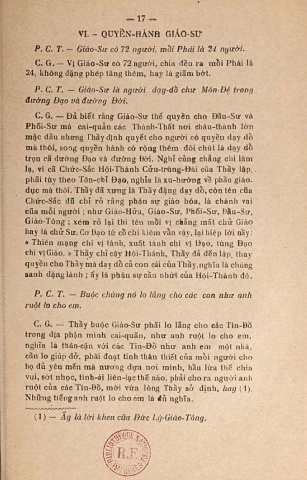 — 17 —
VI. — QUYỀN-HÀNH GIÁO-SƯ
P. C. T. — Giáo-Sư có 72 người, mỗi Phái là 24 người.
C. G. — Vị Giáo-Sư có 72 người, chia đều ra mỗi Phái là
24, không đặng phép tăng thêm, hay là giảm bớt.
P. C. T. — Giáo-Sư là người dạy-dỗ chư Môn-Đệ trong
đường Đạo và đường Đời.
C. G. — Đã biết rằng Giáo-Sư thể quyền cho Đầu-Sư và
Phối-Sư mà cai-quản các Thánh-Thất nơi châu-thành lớn
mặc dầu nhưng Thầy định quyết cho người có quyền dạy dỗ
mà thôi, song quyền hành có rộng thêm đôi chút là dạy dỗ
trọn cả đường Đạo và đường Đời. Nghỉ cũng chẳng chi làm
lạ, vì cả Chức-Sắc Hội-Thánh Cửu-trùng-Đài của Thầy lập,
phải tùy theo Tôn-chỉ Đạo, nghĩa là xu-hướng về phần giáo-
dục mà thôi. Thầy đã xưng là Thầy đặng dạy dỗ, còn tên của
Chức-Sắc đã chỉ rõ rằng phận sự giáo hóa, là chánh vai
của mỗi người; như Giáo-Hữu, Giáo-Sư, Phối-Sư, Đầu-Sư,
Giáo-Tông; xem rõ lại thì tên mỗi vị chẳng mất chữ Giáo
hay là chữ Sư. Cơ Đạo từ cổ chí kiêm vẫn vậy, lại hiệp lời nầy:
« Thiên mạng chi vị tánh, xuất tánh chi vị Đạo, tùng Đạo
chi vị Giáo. » Thầy chỉ cậy Hội-Thánh, Thầy đã đến lập, thay
quyền cho Thầy mà dạy dỗ cả con cái của Thầy, nghĩa là chúng
sanh dặng lành; ấy là phận sự cần nhứt của Hội-Thánh đó.
P. C. T. — Buộc chúng nó lo lắng cho các con như anh
ruột lo cho em.
C. G. — Thầy buộc Giáo-Sư phải lo lắng cho các Tín-Đồ
trong địa phận mình cai-quản, như anh ruột lo cho em,
nghĩa là thân-cận với các Tín-Đồ như anh em một nhà,
cần lo giúp đở, phải đoạt tình thân thiết của mỗi người cho
họ đủ yêu mến mà nương dựa nơi mình, hầu lửa thế chia
vui, sớt nhọc, tình-ái liên-lạc thế nào, phải cho ra người anh
ruột của các Tín-Đồ, mới vừa lòng Thầy sở định, hay (1).
Những tiếng anh ruột lo cho em là đủ nghĩa.
(1) — Ấy là lời khen của Đức Lý-Giáo-Tông.
R.F.